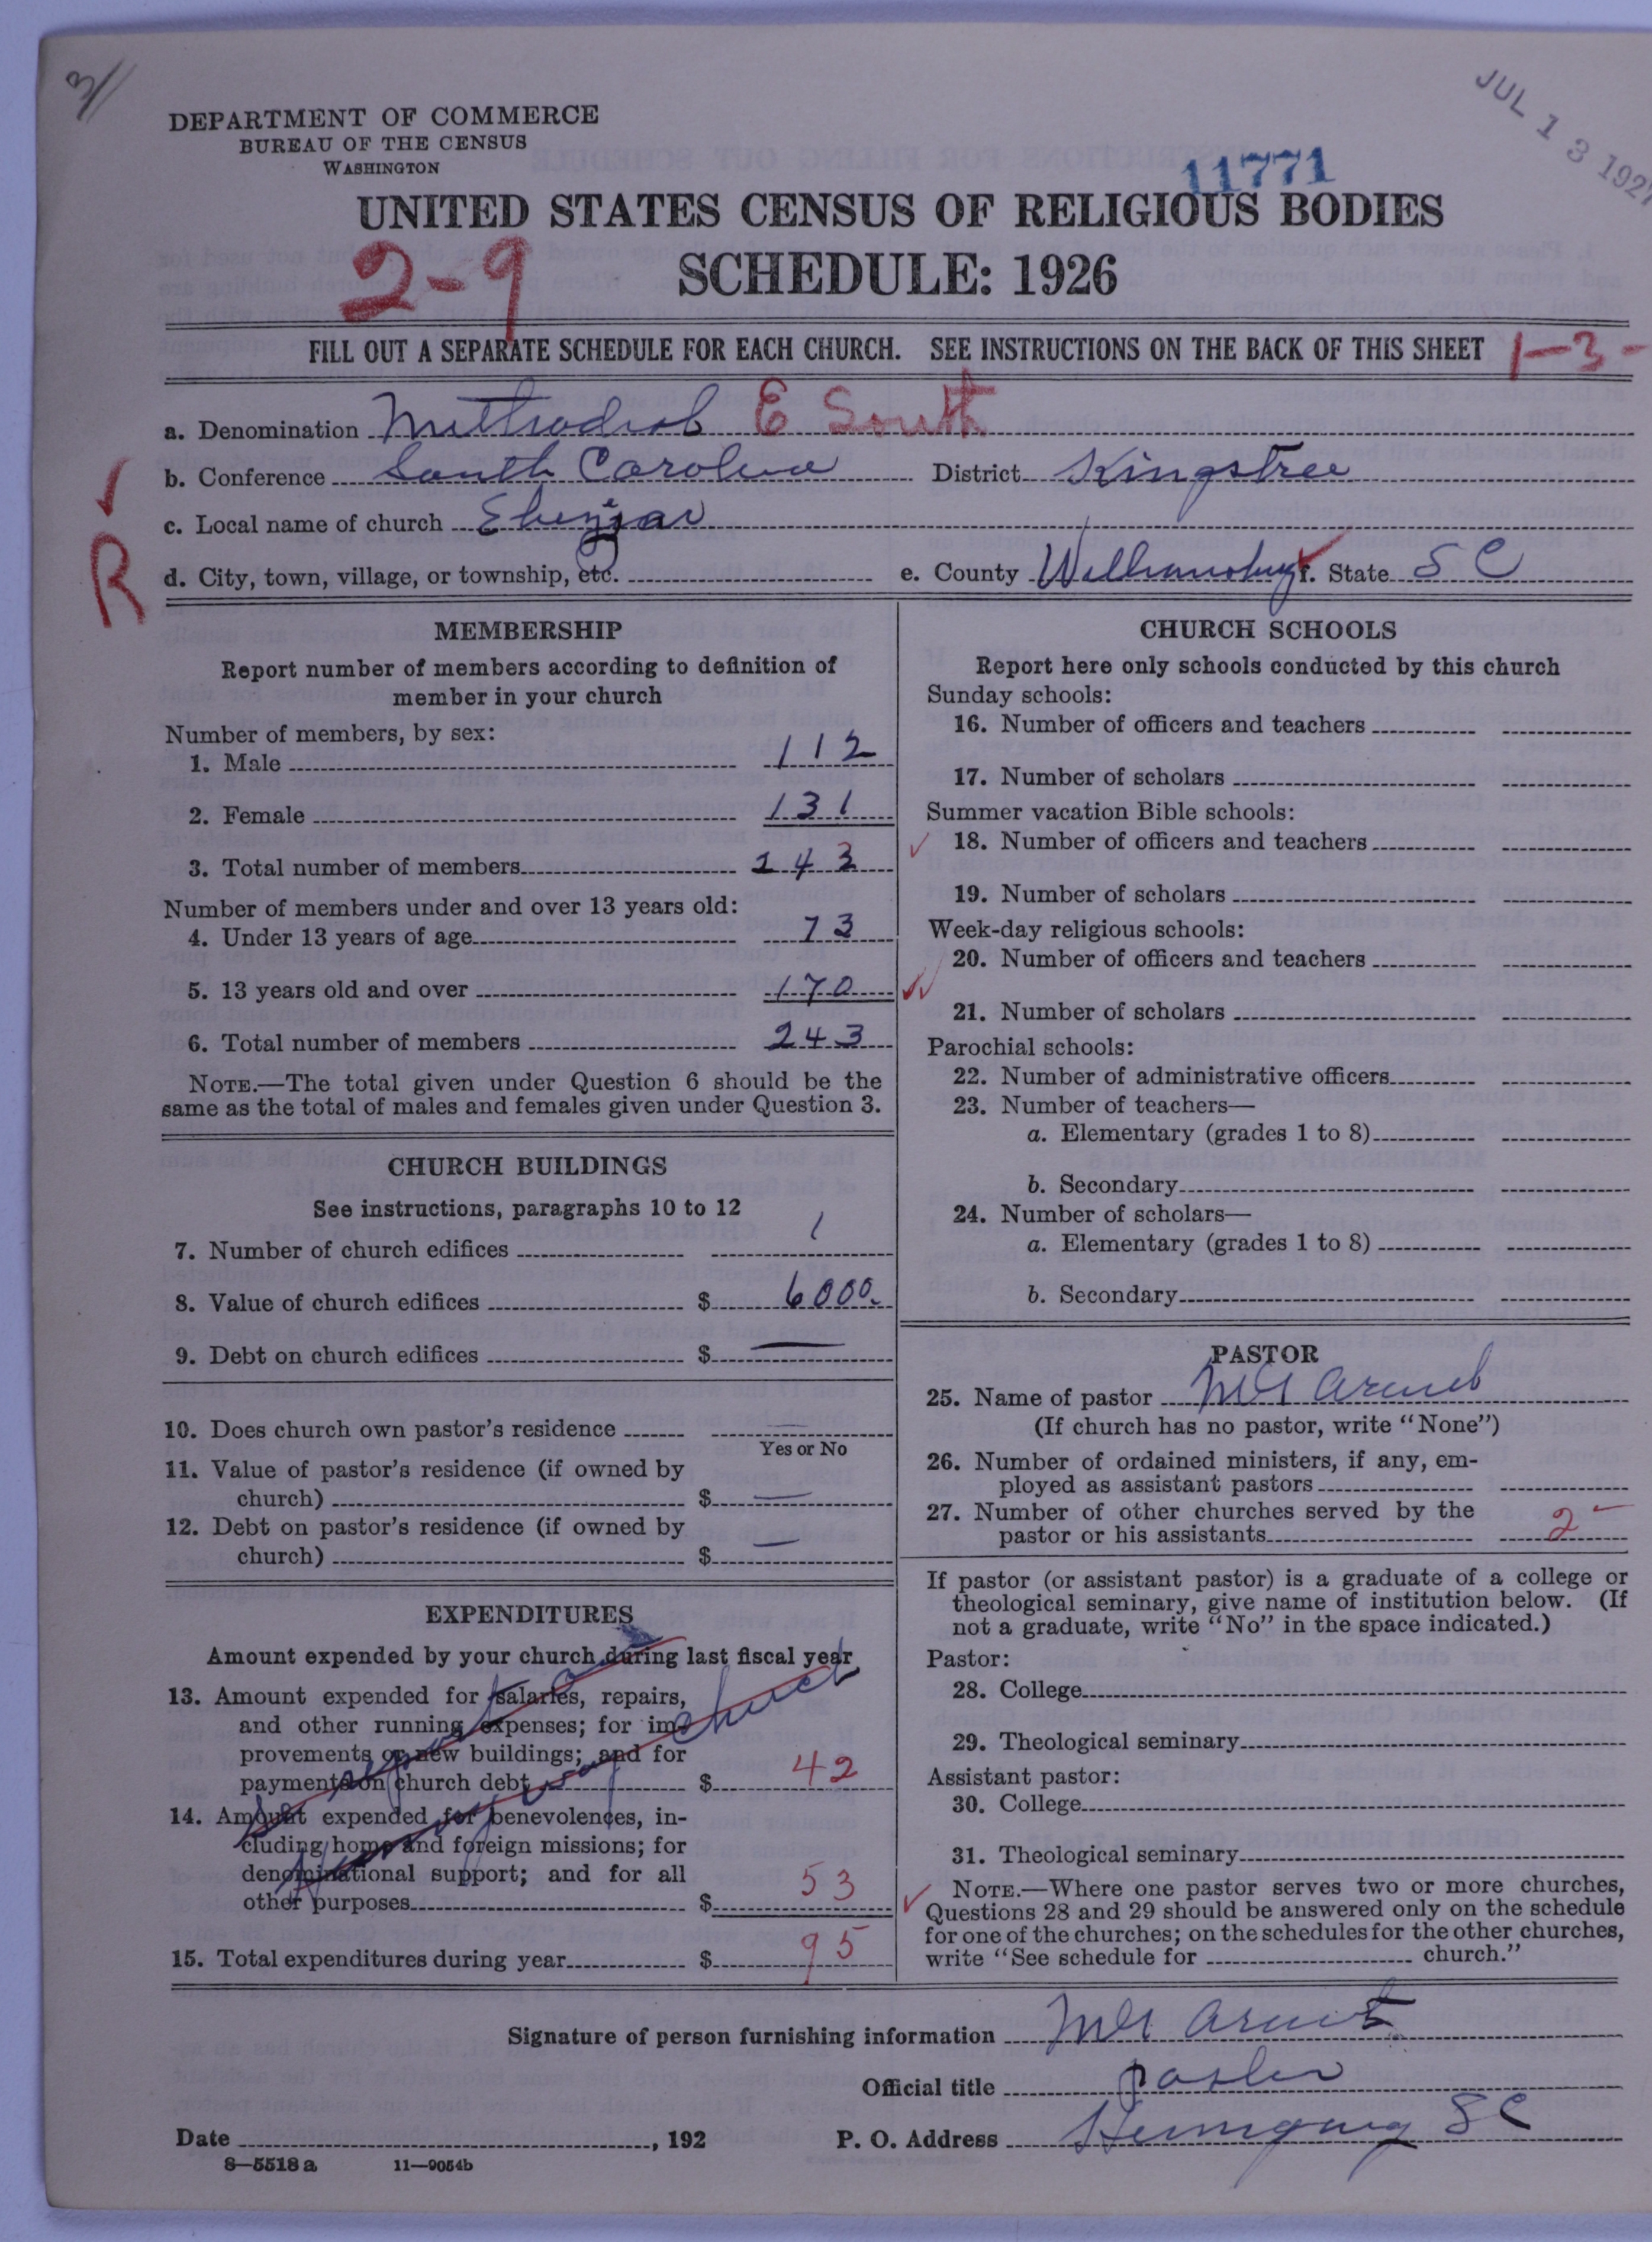 3/
DEPARTMENT OF COMMERCE
BUREAU OF THE CENSUS
WASHINGTON
JUL 13 1927
11771
UNITED STATES CENSUS OF RELIGIOUS BODIES
2-9 SCHEDULE: 1926
FILL OUT A SEPARATE SCHEDULE FOR EACH CHURCH. SEE INSTRUCTIONS ON THE BACK OF THIS SHEET 1-3-
a. Denomination Methodist E South
b. Conference South Carolina District Kingstree
c. Local name of church
R
d. City, town, village, or township, etc. e. County Williamsburg f. State S C
MEMBERSHIP
Report number of members according to definition of
member in your church
Number of members, by sex:
1. Male 112
2. Female 131
3. Total number of members 243
Number of members under and over 13 years old:
4. Under 13 years of age 73
5. 13 years old and over 170
6. Total number of members 243
NOTE.—The total given under Question 6 should be the
same as the total of males and females given under Question 3.
CHURCH BUILDINGS
See instructions, paragraphs 10 to 12
7. Number of church edifices 1
8. Value of church edifices $ 6000.
9. Debt on church edifices $ —
10. Does church own pastor's residence
Yes or No
11. Value of pastor's residence (if owned by
church) $ —
12. Debt on pastor's residence (if owned by
church) $ —
EXPENDITURES
Amount expended by your church during last fiscal year
13. Amount expended for salaries, repairs,
and other running expenses; for im-
provements or new buildings; and for
payments on church debt $ 42
14. Amount expended for benevolences, in-
cluding home and foreign missions; for
denominational support; and for all
other purposes $ 53
15. Total expenditures during year $ 95
CHURCH SCHOOLS
Report here only schools conducted by this church
Sunday schools:
16. Number of officers and teachers
17. Number of scholars
Summer vacation Bible schools:
18. Number of officers and teachers
19. Number of scholars
Week-day religious schools:
20. Number of officers and teachers
21. Number of scholars
Parochial schools:
22. Number of administrative officers
23. Number of teachers—
a. Elementary (grades 1 to 8)
b. Secondary
24. Number of scholars—
a. Elementary (grades 1 to 8)
b. Secondary
PASTOR
25. Name of pastor
(If church has no pastor, write "None")
26. Number of ordained ministers, if any, em-
ployed as assistant pastors
27. Number of other churches served by the
pastor or his assistants 2
If pastor (or assistant pastor) is a graduate of a college or
theological seminary, give name of institution below. (If
not a graduate, write "No" in the space indicated.)
Pastor:
28. College
29. Theological seminary
Assistant pastor:
30. College
31. Theological seminary
NOTE.—Where one pastor serves two or more churches,
Questions 28 and 29 should be answered only on the schedule
for one of the churches; on the schedules for the other churches,
write "See schedule for church."
Signature of person furnishing information
Official title pastor
Date , 192 P. O. Address Hemingway S C
8—5518 a 11—9054b